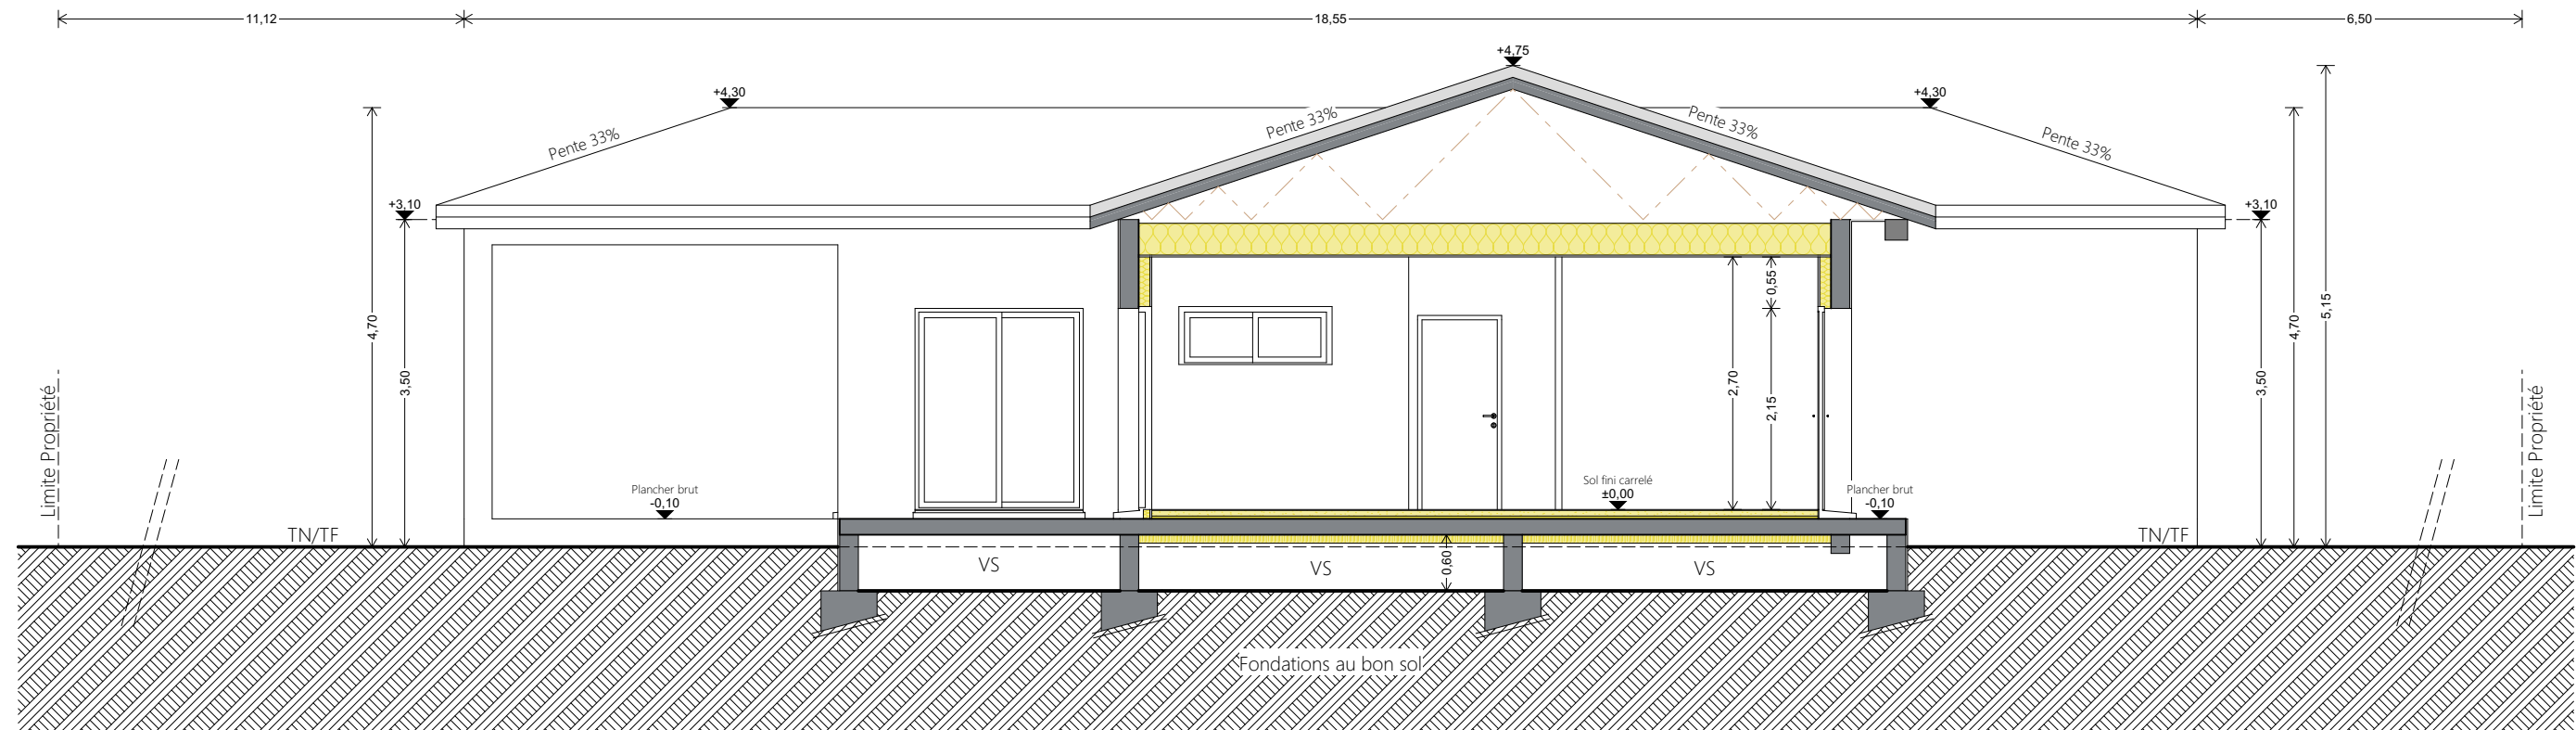 11,12
18,55
6,50
+4,75
+4,30
+4,30
Pente 33%
Pente 33%
Pente 33%
Pente 33%
+3,10
+3,10
4,70
3,50
0,55
2,70
2,15
5,15
4,70
3,50
Limite Propriété
Limite Propriété
Plancher brut
-0,10
Sol fini carrelé
±0,00
Plancher brut
-0,10
TN/TF
TN/TF
VS
VS
0,60
VS
Fondations au bon sol